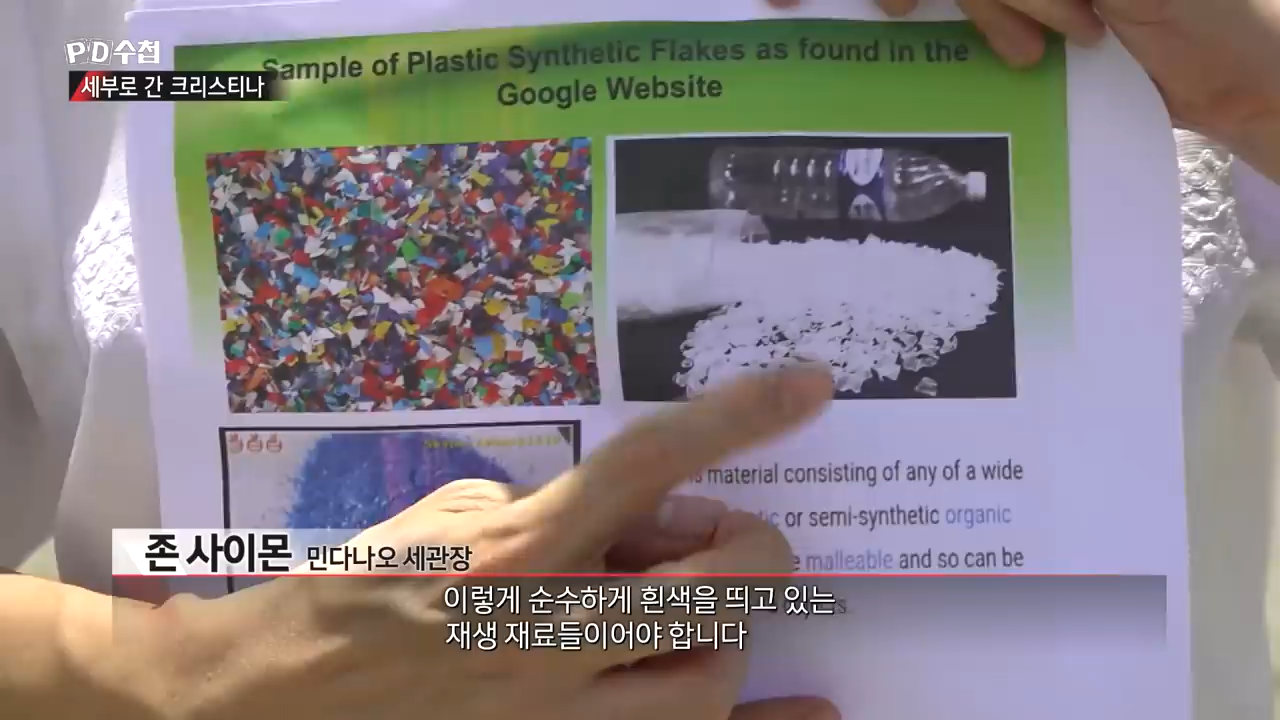 PD수첩
세부로 간 크리스티나
Sample of Plastic Synthetic Flakes as found in the
Google Website
material consisting of any of a wide
or semi-synthetic organic
malleable and so can be
존 사이몬 민다나오 세관장
이렇게 순수하게 흰색을 띄고 있는
재생 재료들이어야 합니다